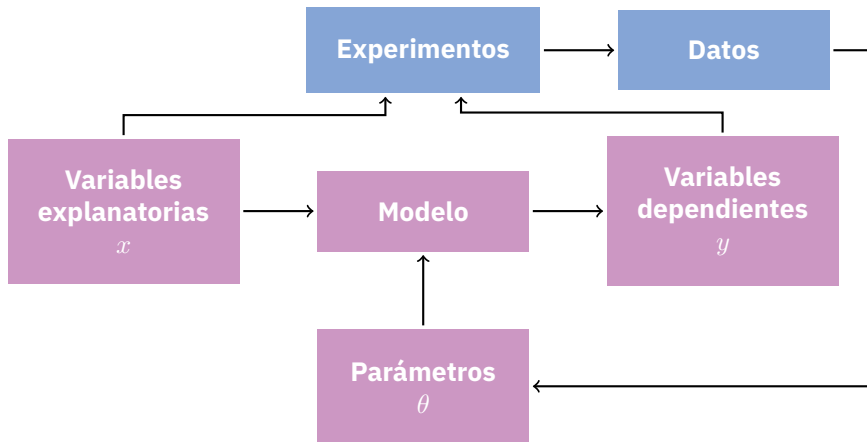 Experimentos
Datos
Variables
explanatorias
x
Modelo
Variables
dependientes
y
Parámetros
θ